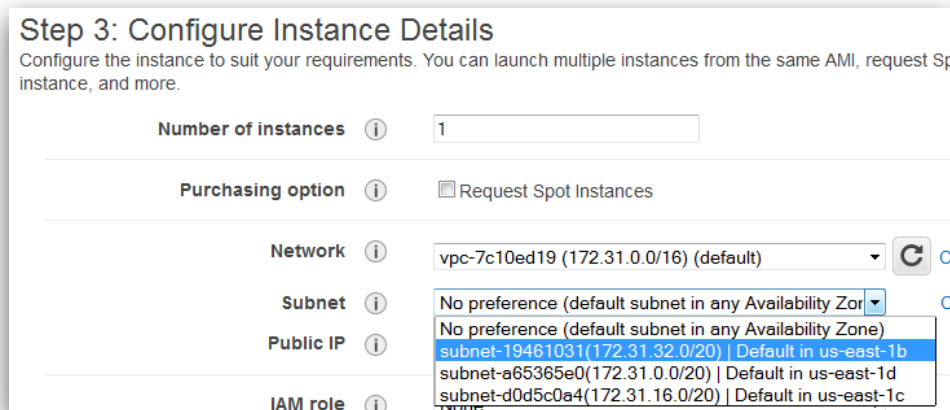 Step 3: Configure Instance Details
Configure the instance to suit your requirements. You can launch multiple instances from the same AMI, request
instance, and more.
Number of instances i 1
Purchasing option i Request Spot Instances
Network i vpc-7c10ed19 (172.31.0.0/16) (default)
Subnet i No preference (default subnet in any Availability
No preference (default subnet in any Availability Zone)
subnet-19461031(172.31.32.0/20) | Default in us-east-1b
Public IP i
subnet-a65365e0(172.31.0.0/20) | Default in us-east-1d
subnet-d0d5c0a4(172.31.16.0/20) | Default in us-east-1c
IAM role i None